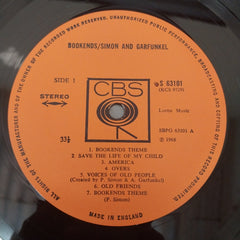 ALL RIGHTS OF THE MANUFACTURER AND OF THE OWNER OF THE RECORDED WORK RESERVED. UNAUTHORISED PUBLIC PERFORMANCE, BROADCASTING AND COPYING OF THIS RECORD PROHIBITED
BOOKENDS/SIMON AND GARFUNKEL
SIDE 1
S 63101
CBS
STEREO
Lorna Music
33⅓
SBPG 63101 A
℗ 1968
1. BOOKENDS THEME
2 SAVE THE LIFE OF MY CHILD
3. AMERICA
4 OVERS
5. VOICES OF OLD PEOPLE
(Created by P. Simon & A. Garfunkel)
6. OLD FRIENDS
7. BOOKENDS THEME
(P. Simon)
MADE IN ENGLAND